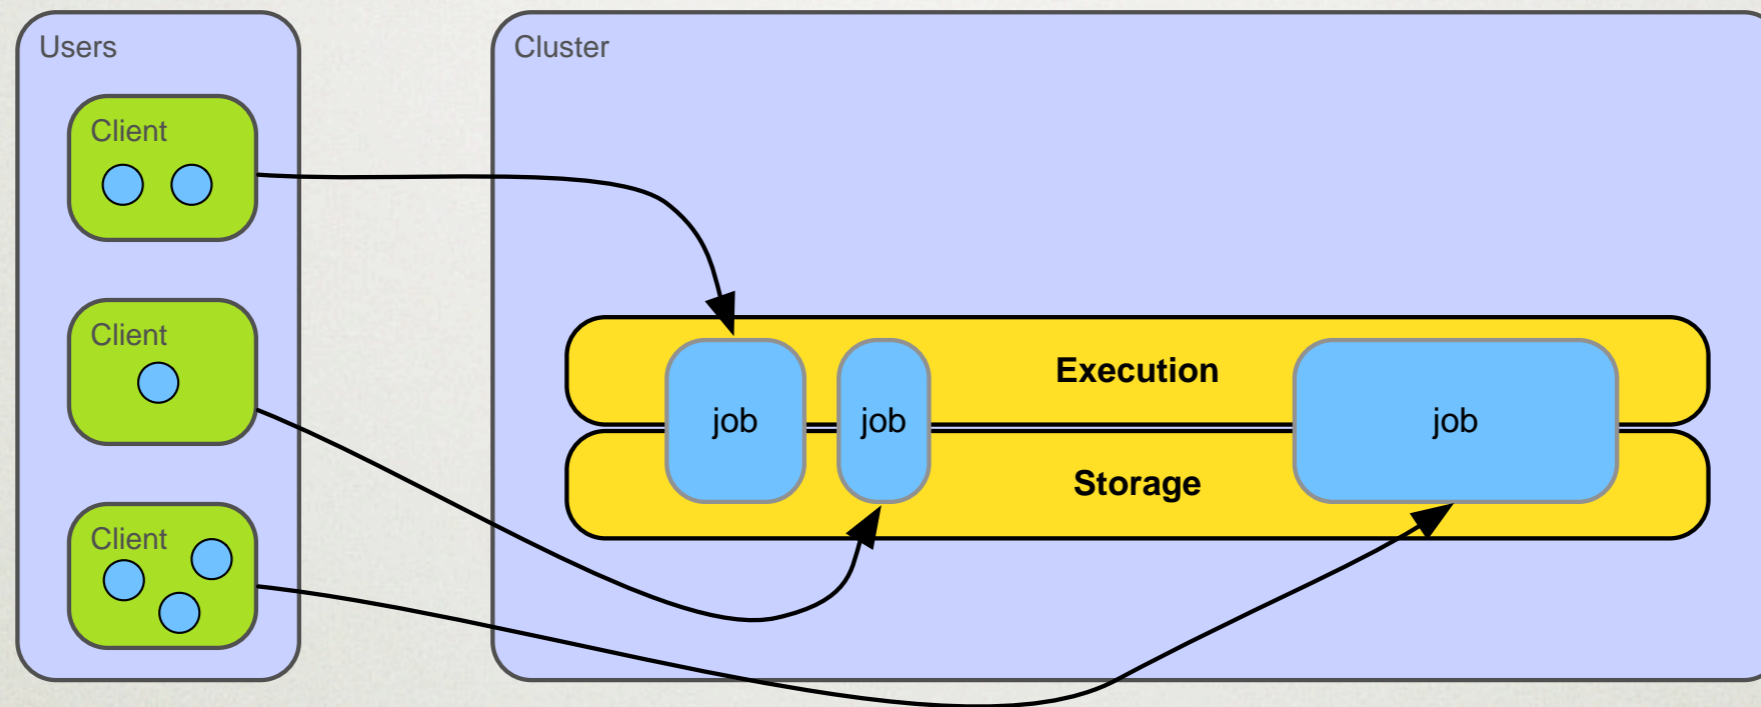 Users
Client
Client
Client
Cluster
Execution
job
job
job
Storage